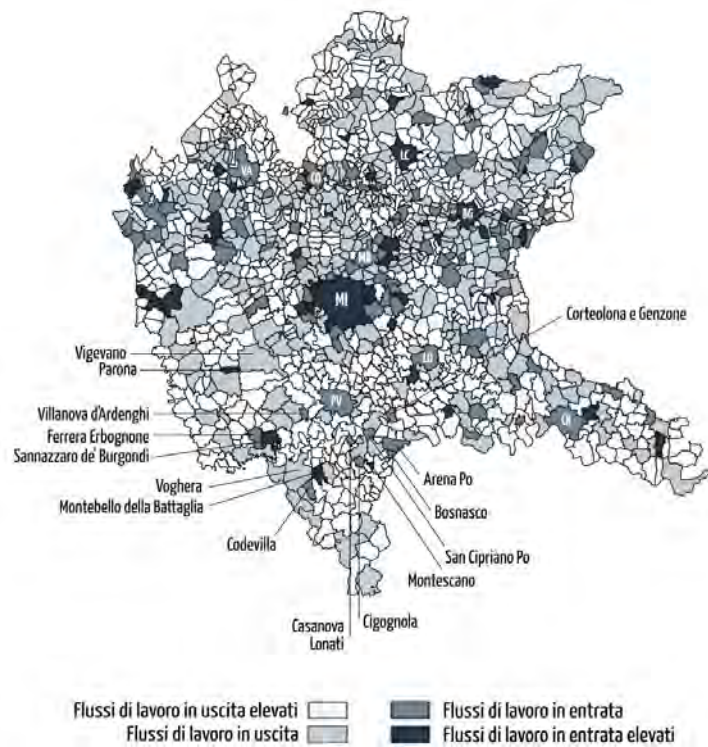 LC
VA
CO
BG
MB
MI
Corteolona e Genzone
LO
Vigevano
Parona
PV
Villanova d'Ardenghi
CR
Ferrera Erbognone
Sannazzaro de' Burgondi
Arena Po
Voghera
Bosnasco
Montebello della Battaglia
Codevilla
San Cipriano Po
Montescano
Casanova
Lonati
Cigognola
Flussi di lavoro in uscita elevati
Flussi di lavoro in entrata
Flussi di lavoro in uscita
Flussi di lavoro in entrata elevati